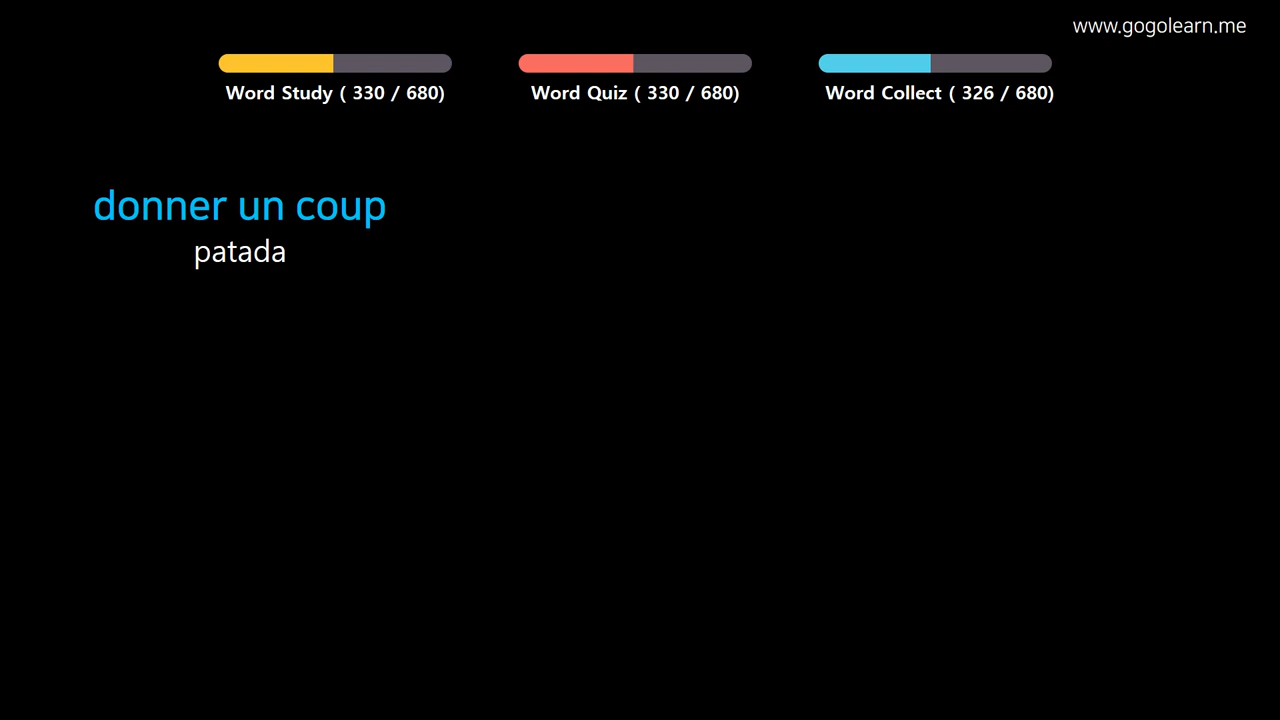 www.gogolearn.me
Word Study ( 330 / 680)
Word Quiz ( 330 / 680)
Word Collect ( 326 / 680)
donner un coup
patada